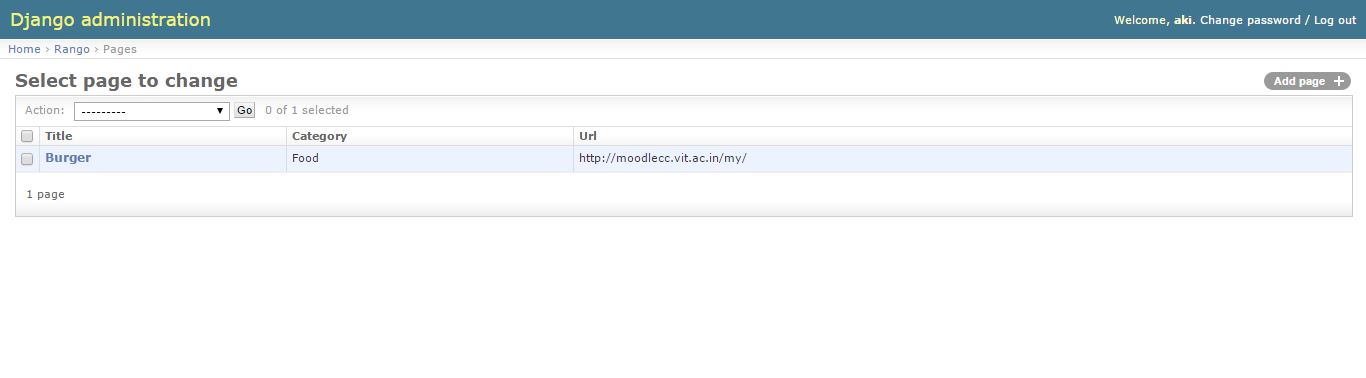 Django administration
Welcome, aki. Change password / Log out
Home › Rango › Pages
Select page to change
Add page +
Action: --------- Go 0 of 1 selected
Title Category Url
Burger Food http://moodlecc.vit.ac.in/my/
1 page